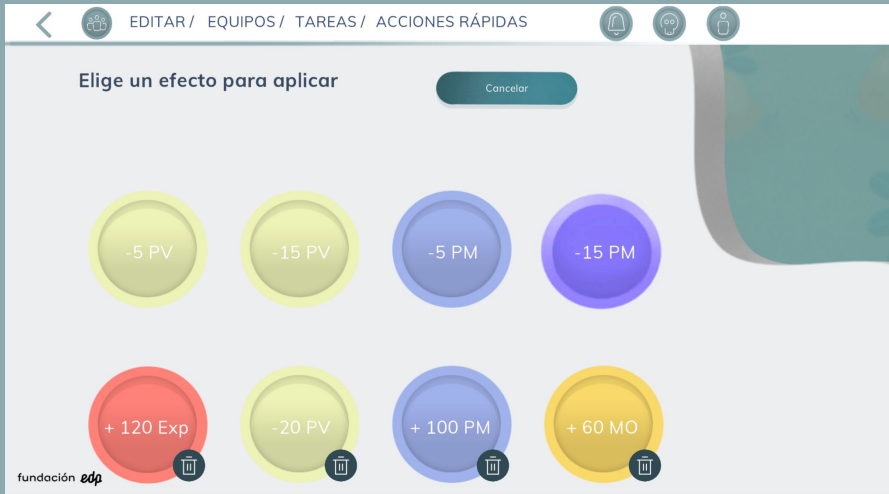 EDITAR / EQUIPOS / TAREAS / ACCIONES RÁPIDAS
Elige un efecto para aplicar
Cancelar
-5 PV
-15 PV
-5 PM
-15 PM
+ 120 Exp
-20 PV
+ 100 PM
+ 60 MO
fundación edp